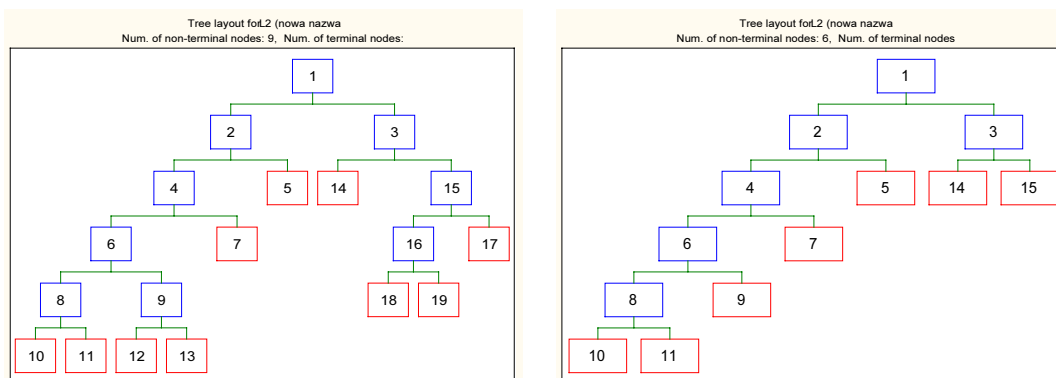 Tree layout forL2 (nowa nazwa
Num. of non-terminal nodes: 9, Num. of terminal nodes:
1
2 3
4 5 14 15
6 7 16 17
8 9 18 19
10 11 12 13
Tree layout forL2 (nowa nazwa
Num. of non-terminal nodes: 6, Num. of terminal nodes
1
2 3
4 5 14 15
6 7
8 9
10 11